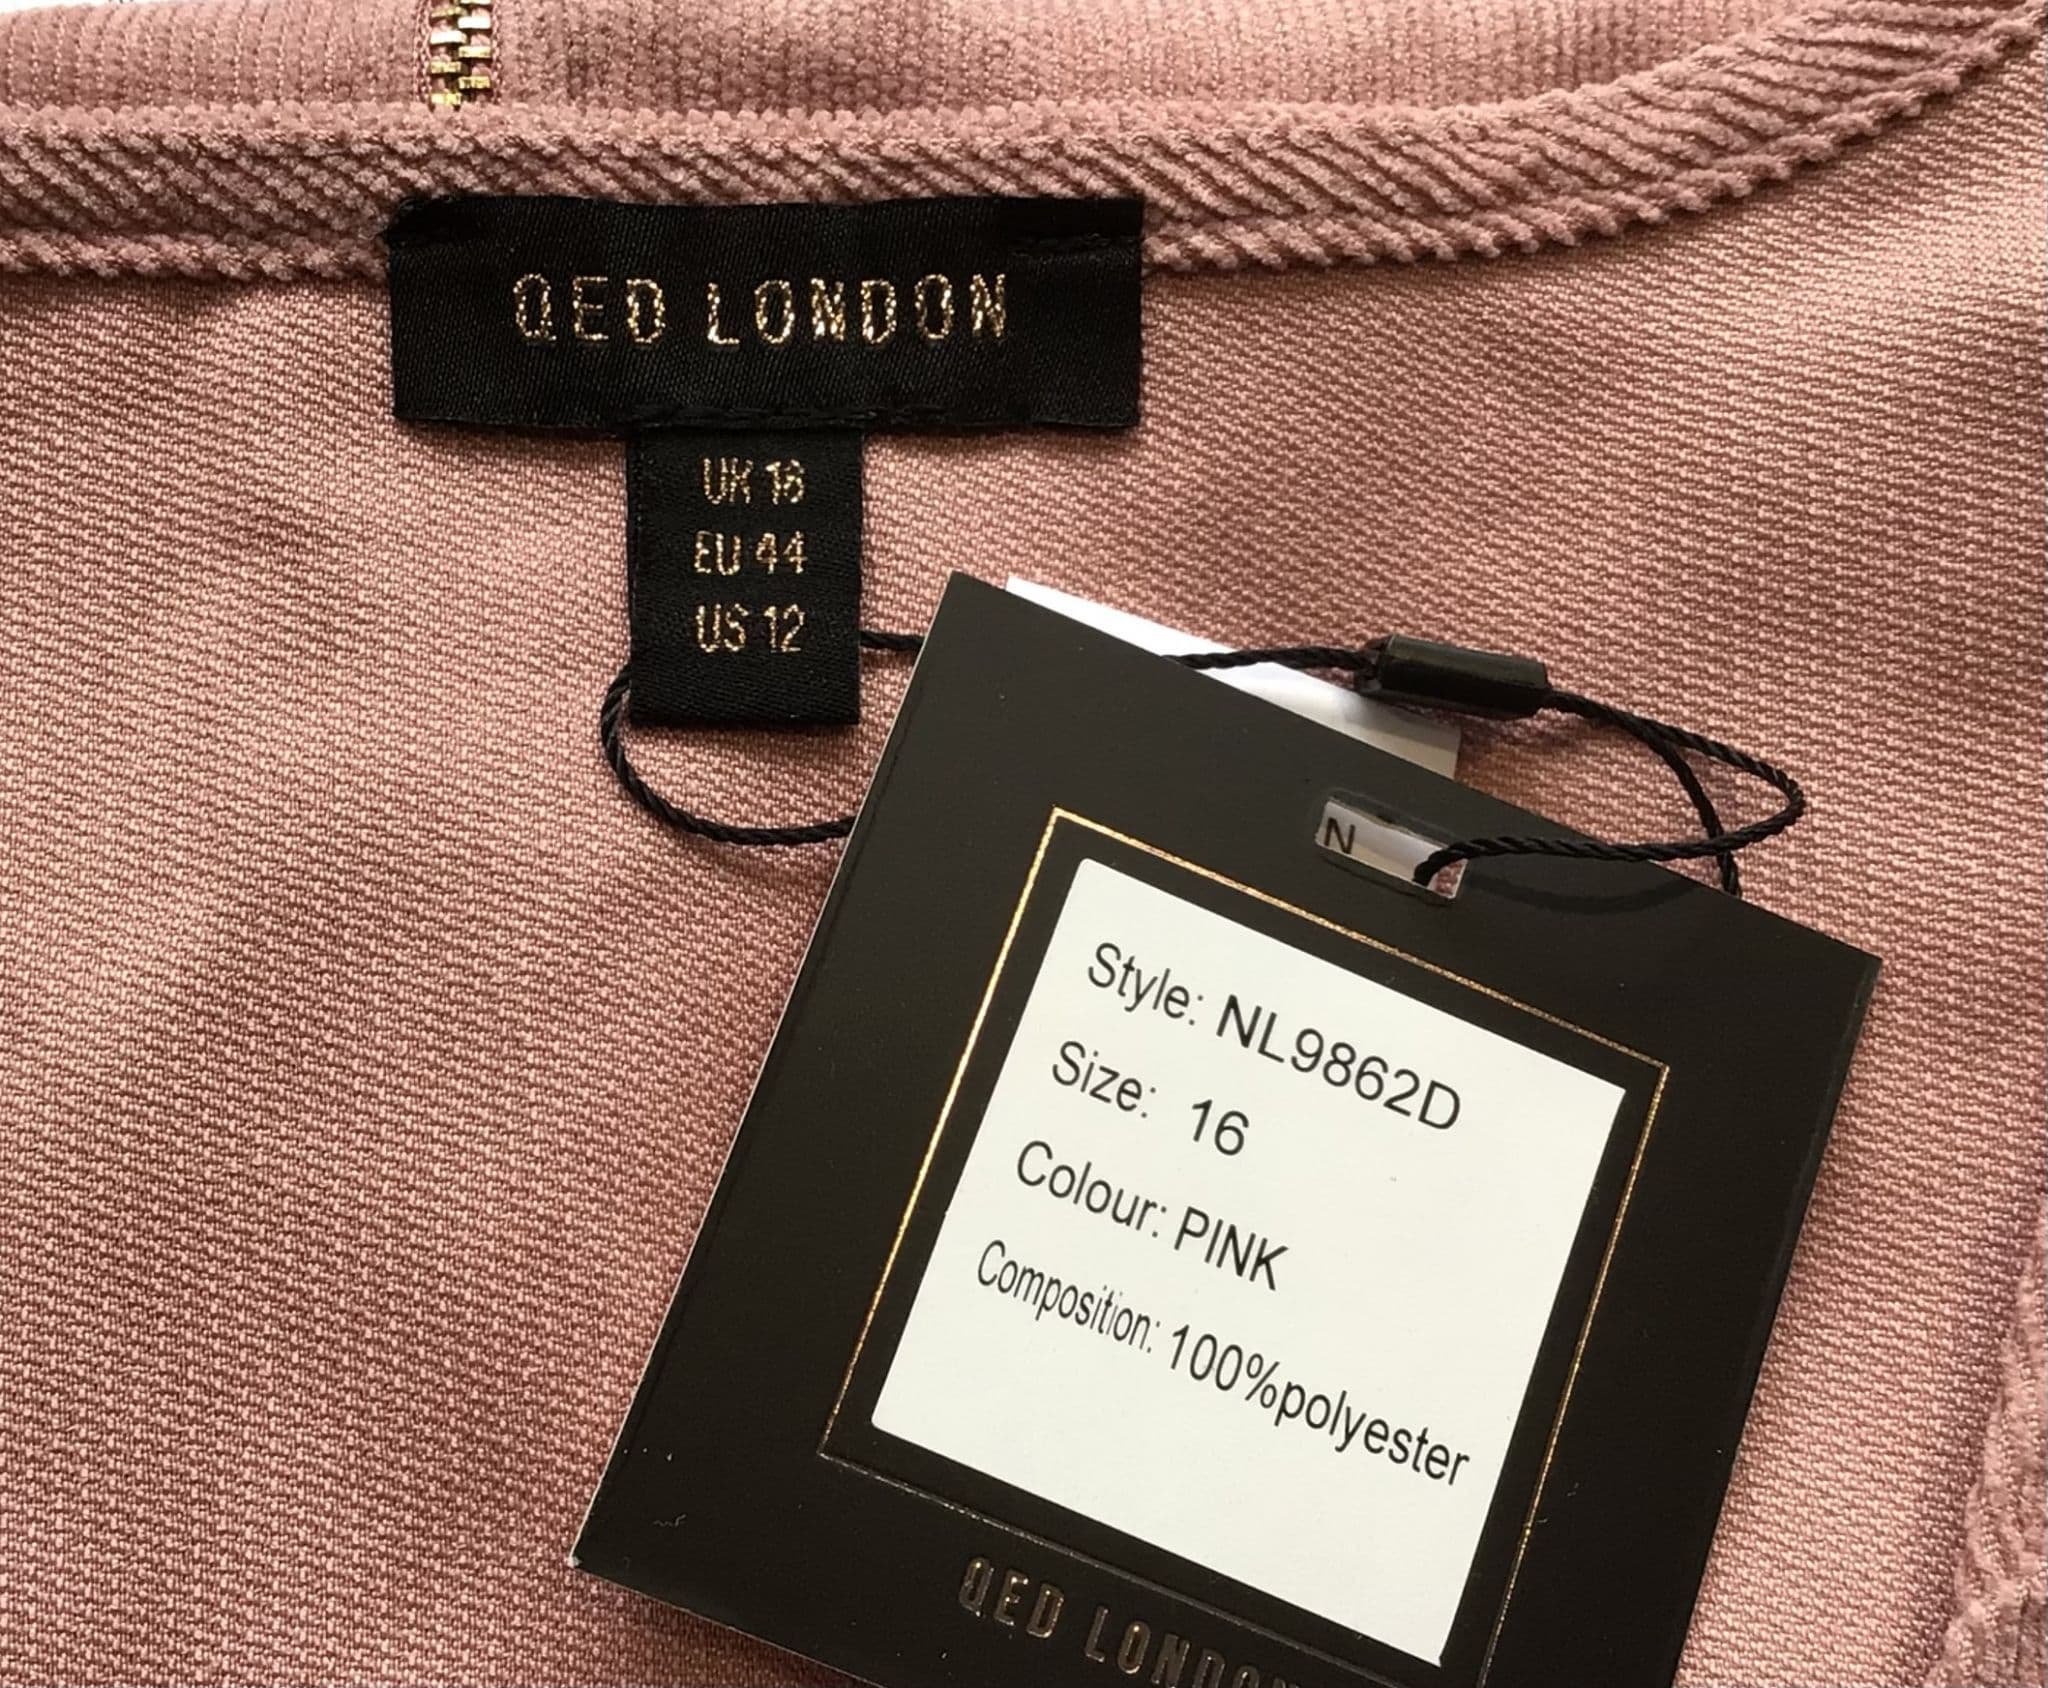 QED LONDON
UK 16
EU 44
US 12
N
Style: NL9862D
Size: 16
Colour: PINK
Composition: 100%polyester
QED LONDON